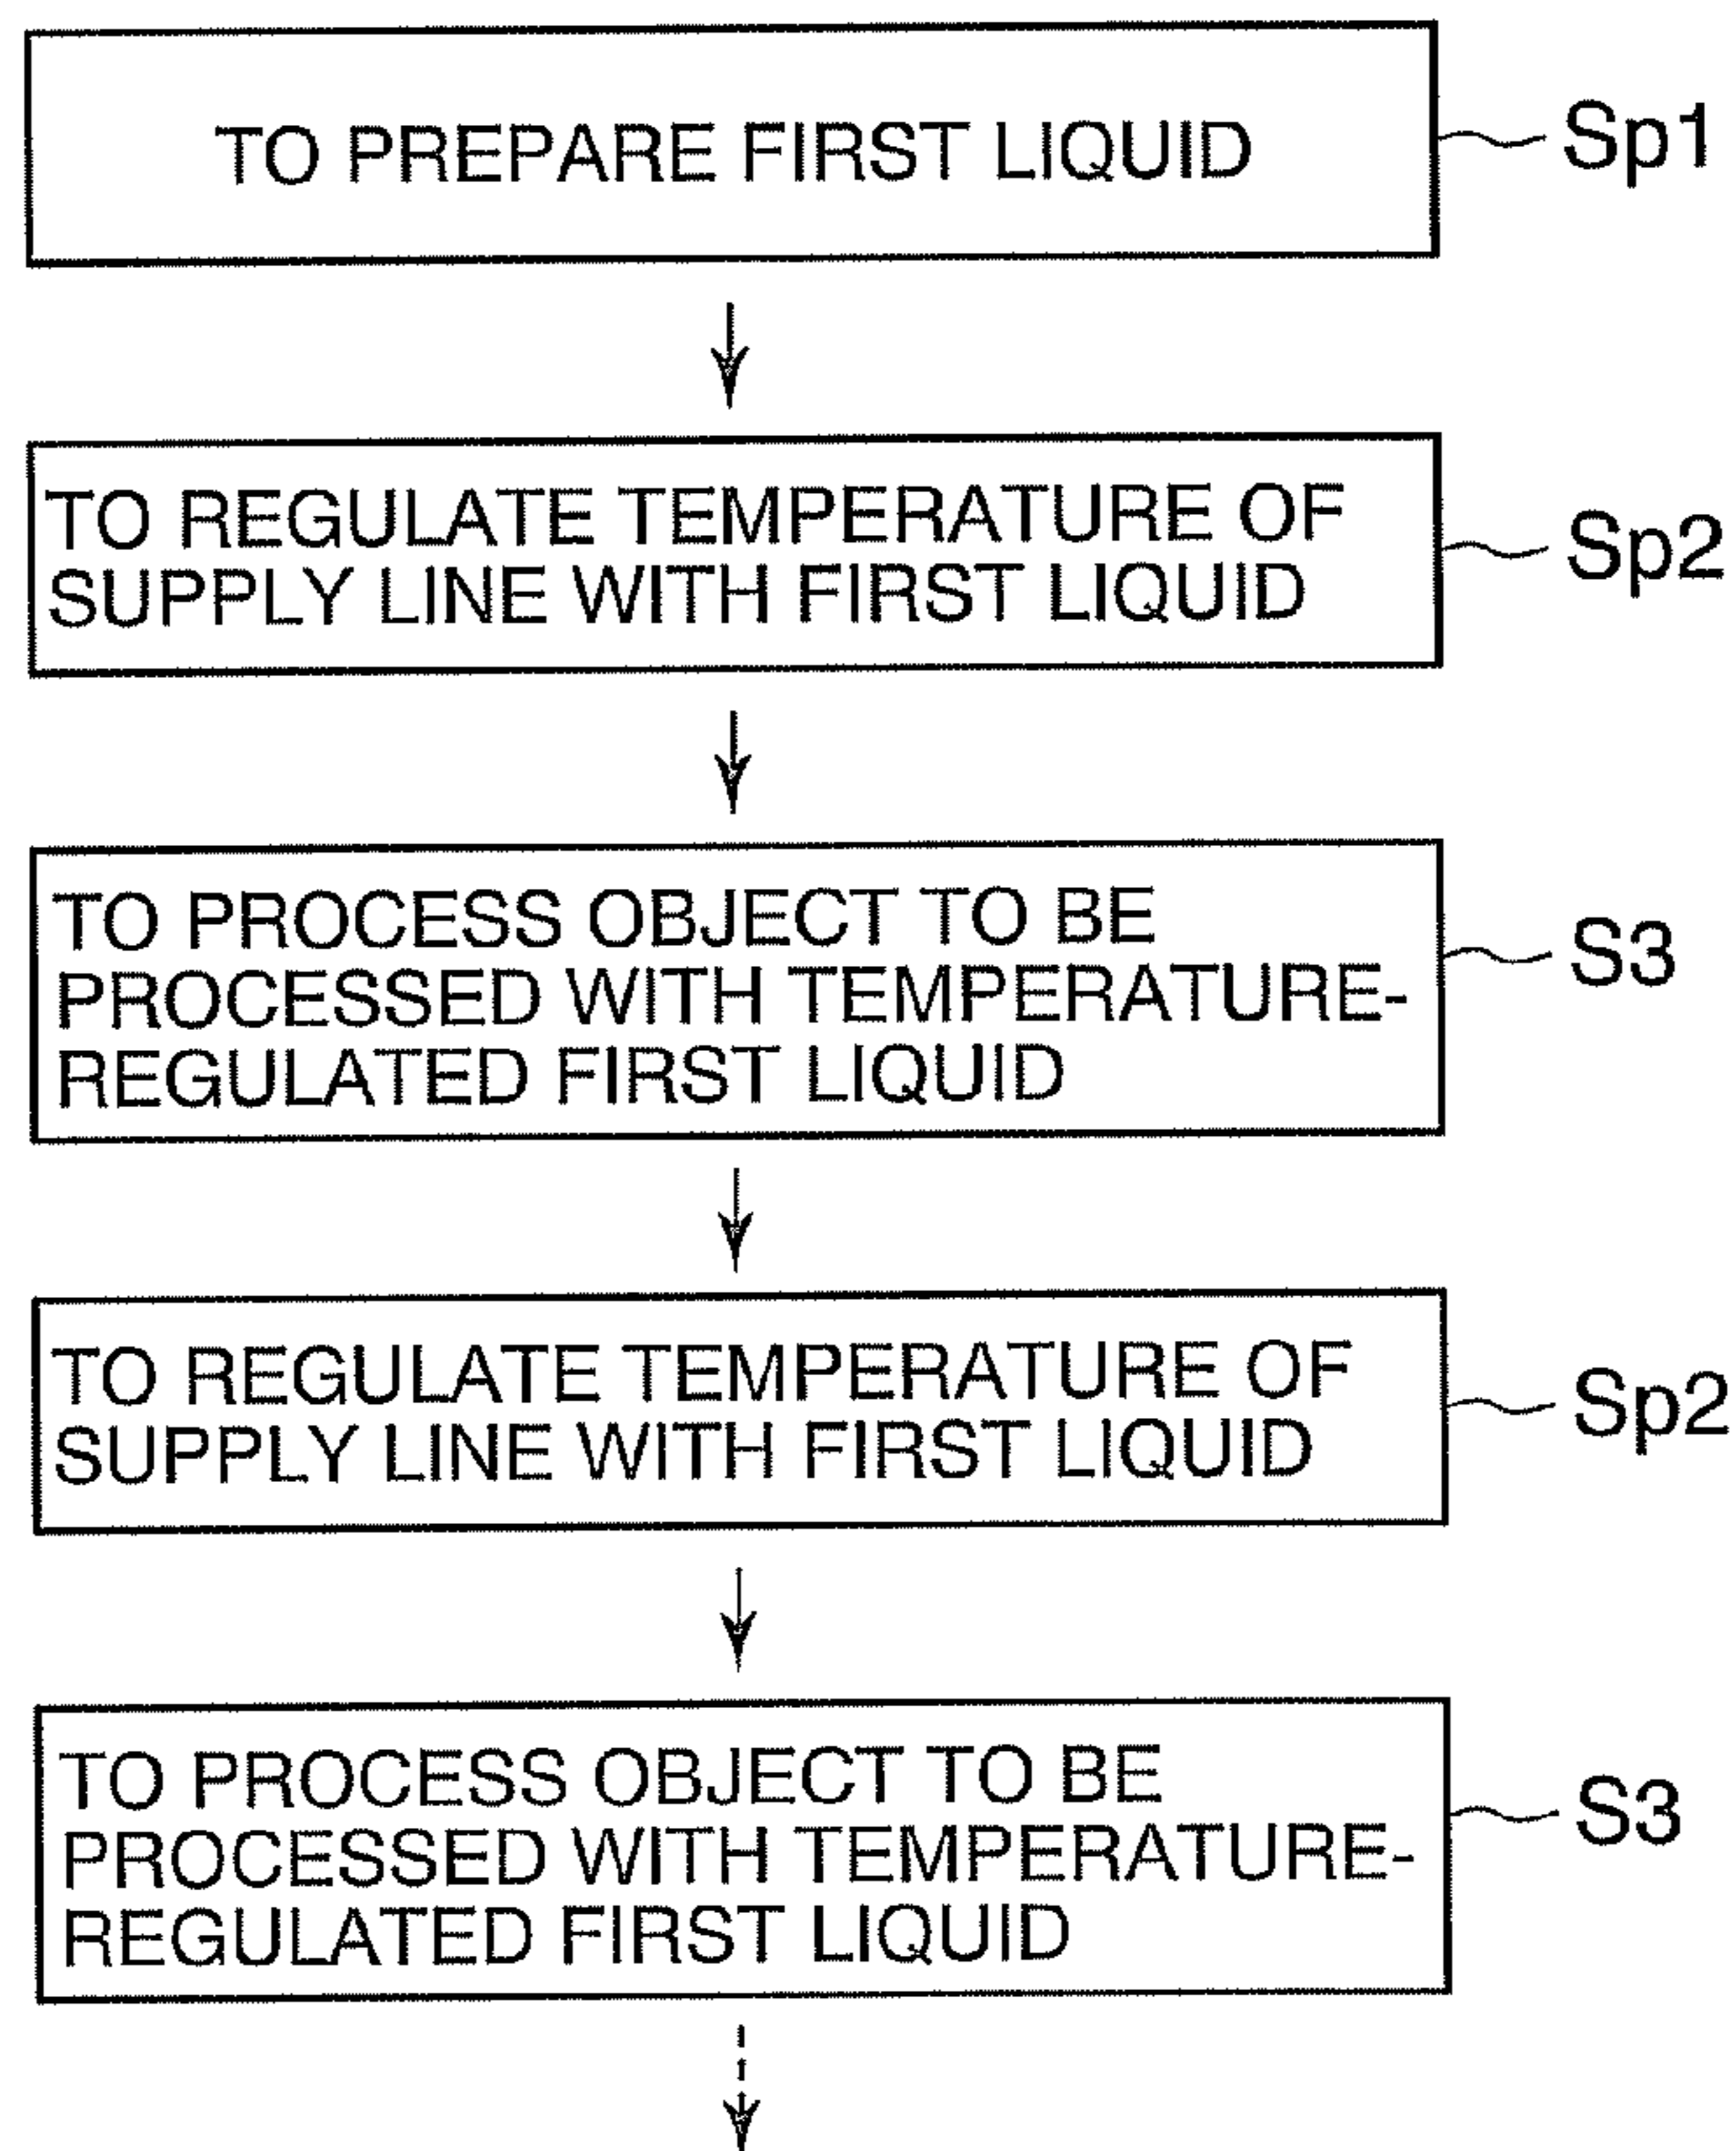 TO PREPARE FIRST LIQUID
Sp1
TO REGULATE TEMPERATURE OF
SUPPLY LINE WITH FIRST LIQUID
Sp2
TO PROCESS OBJECT TO BE
PROCESSED WITH TEMPERATURE-
REGULATED FIRST LIQUID
S3
TO REGULATE TEMPERATURE OF
SUPPLY LINE WITH FIRST LIQUID
Sp2
TO PROCESS OBJECT TO BE
PROCESSED WITH TEMPERATURE-
REGULATED FIRST LIQUID
S3